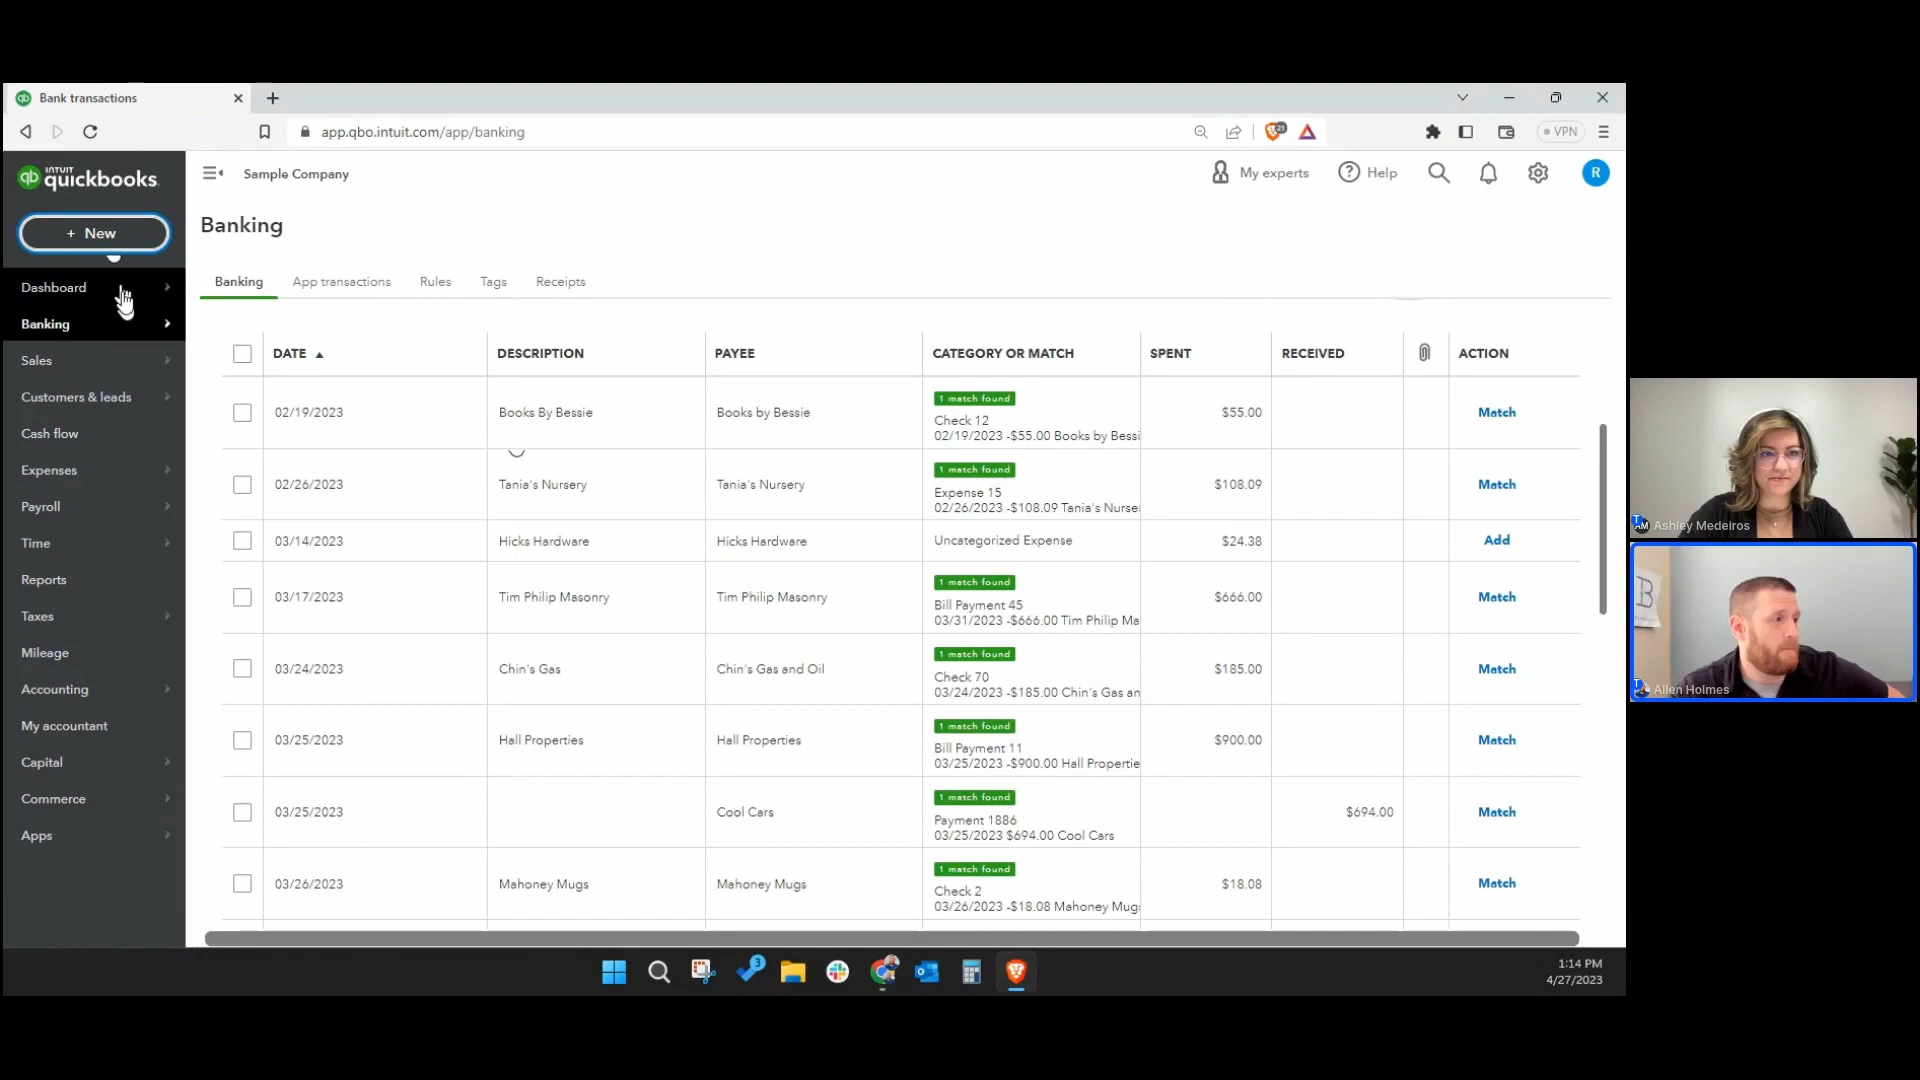 Bank transactions
app.qbo.intuit.com/app/banking
21
VPN
INTUIT
qb quickbooks.
Sample Company
My experts
Help
R
+ New
Banking
Banking App transactions Rules Tags Receipts
Dashboard
Banking
Sales
Customers & leads
Cash flow
Expenses
Payroll
Time
Reports
Taxes
Mileage
Accounting
My accountant
Capital
Commerce
Apps
DATE DESCRIPTION PAYEE CATEGORY OR MATCH SPENT RECEIVED ACTION
1 match found
02/19/2023 Books By Bessie Books by Bessie Check 12 $55.00 Match
02/19/2023 -$55.00 Books by Bessi
1 match found
02/26/2023 Tania's Nursery Tania's Nursery Expense 15 $108.09 Match
02/26/2023 -$108.09 Tania's Nurse
03/14/2023 Hicks Hardware Hicks Hardware Uncategorized Expense $24.38 Add
1 match found
03/17/2023 Tim Philip Masonry Tim Philip Masonry Bill Payment 45 $666.00 Match
03/31/2023 -$666.00 Tim Philip Ma
1 match found
03/24/2023 Chin's Gas Chin's Gas and Oil Check 70 $185.00 Match
03/24/2023 -$185.00 Chin's Gas an
1 match found
03/25/2023 Hall Properties Hall Properties Bill Payment 11 $900.00 Match
03/25/2023 -$900.00 Hall Propertie
1 match found
03/25/2023 Cool Cars Payment 1886 $694.00 Match
03/25/2023 $694.00 Cool Cars
1 match found
03/26/2023 Mahoney Mugs Mahoney Mugs Check 2 $18.08 Match
03/26/2023 -$18.08 Mahoney Mug
3
1:14 PM
4/27/2023
AM Ashley Medeiros
B
Allen Holmes